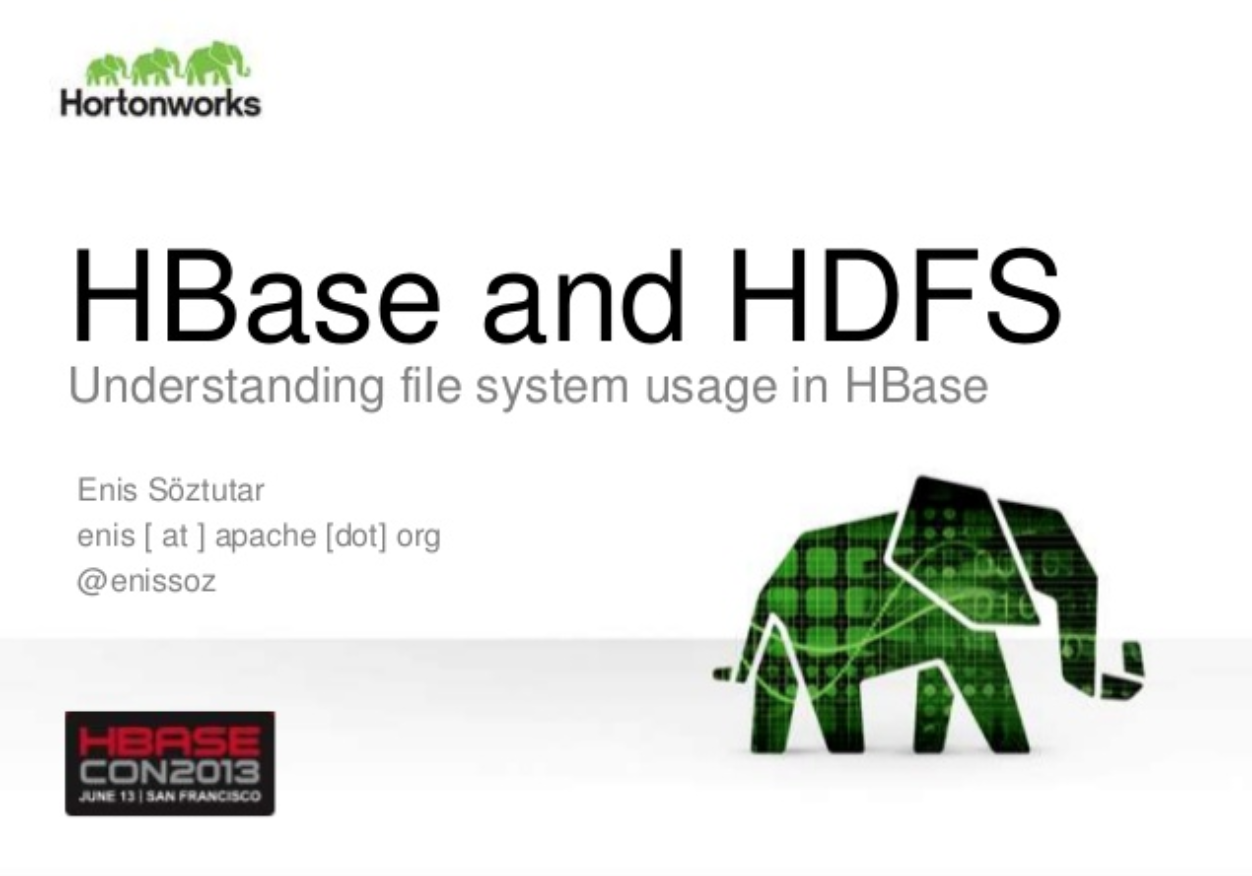 Hortonworks
HBase and HDFS
Understanding file system usage in HBase
Enis Söztutar
enis [ at ] apache [dot] org
@enissoz
HBASE
CON2013
JUNE 13 | SAN FRANCISCO